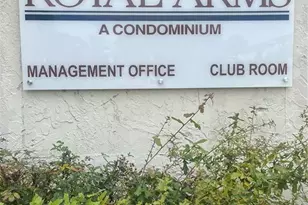 ROYAL ARMS
A CONDOMINIUM
MANAGEMENT OFFICE CLUB ROOM